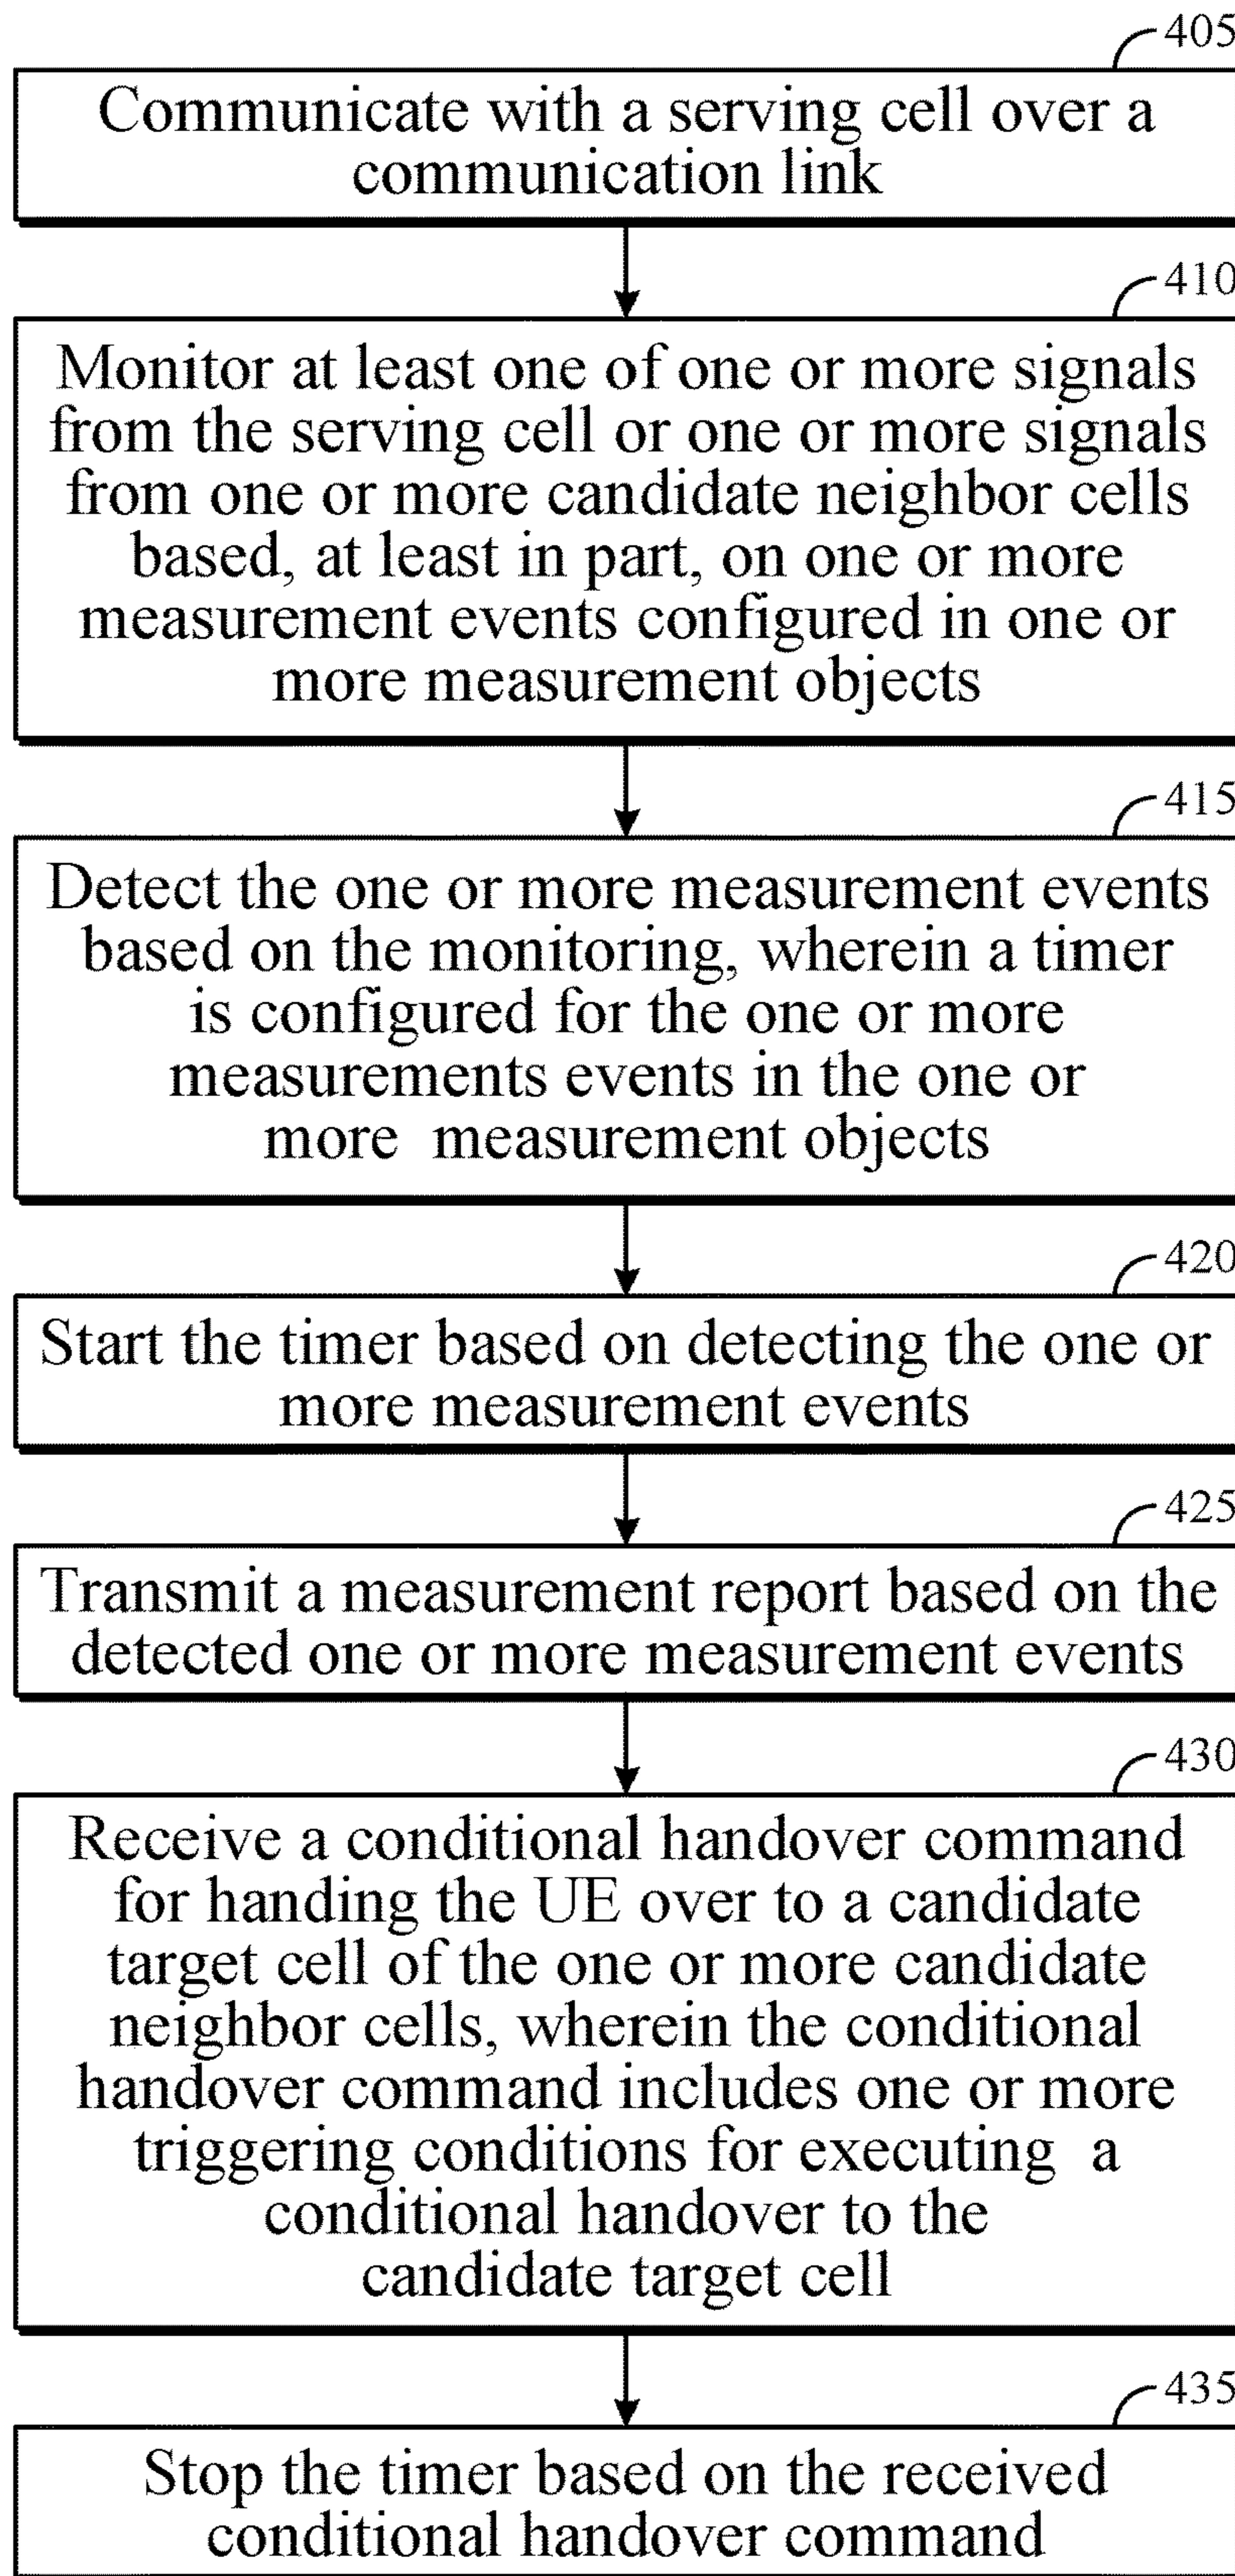 405
Communicate with a serving cell over a
communication link
410
Monitor at least one of one or more signals
from the serving cell or one or more signals
from one or more candidate neighbor cells
based, at least in part, on one or more
measurement events configured in one or
more measurement objects
415
Detect the one or more measurement events
based on the monitoring, wherein a timer
is configured for the one or more
measurements events in the one or
more measurement objects
420
Start the timer based on detecting the one or
more measurement events
425
Transmit a measurement report based on the
detected one or more measurement events
430
Receive a conditional handover command
for handing the UE over to a candidate
target cell of the one or more candidate
neighbor cells, wherein the conditional
handover command includes one or more
triggering conditions for executing a
conditional handover to the
candidate target cell
435
Stop the timer based on the received
conditional handover command